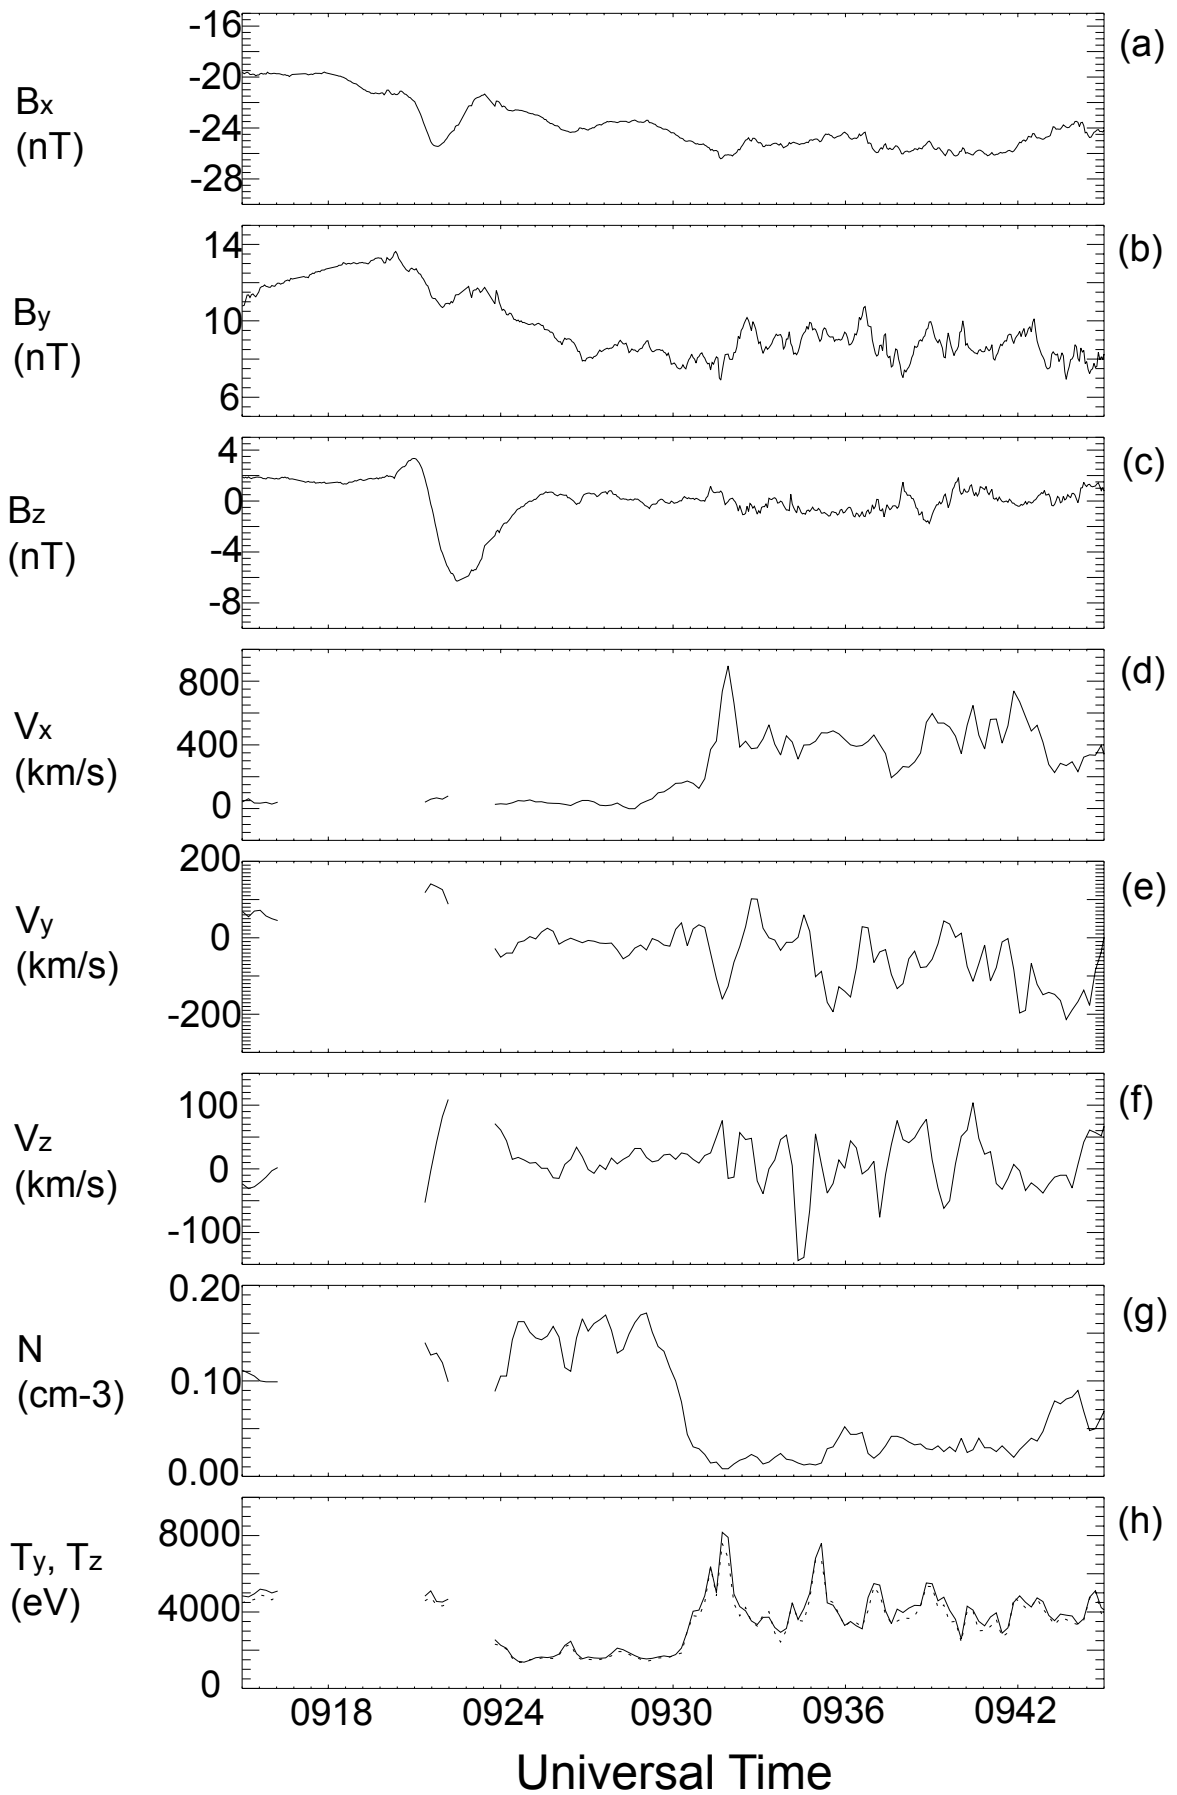 -16
-20
-24
-28
Bx
(nT)
(a)
14
10
6
By
(nT)
(b)
4
0
-4
-8
Bz
(nT)
(c)
800
400
0
Vx
(km/s)
(d)
200
0
-200
Vy
(km/s)
(e)
100
0
-100
Vz
(km/s)
(f)
0.20
0.10
0.00
N
(cm-3)
(g)
8000
4000
0
Ty, Tz
(eV)
(h)
0918 0924 0930 0936 0942
Universal Time